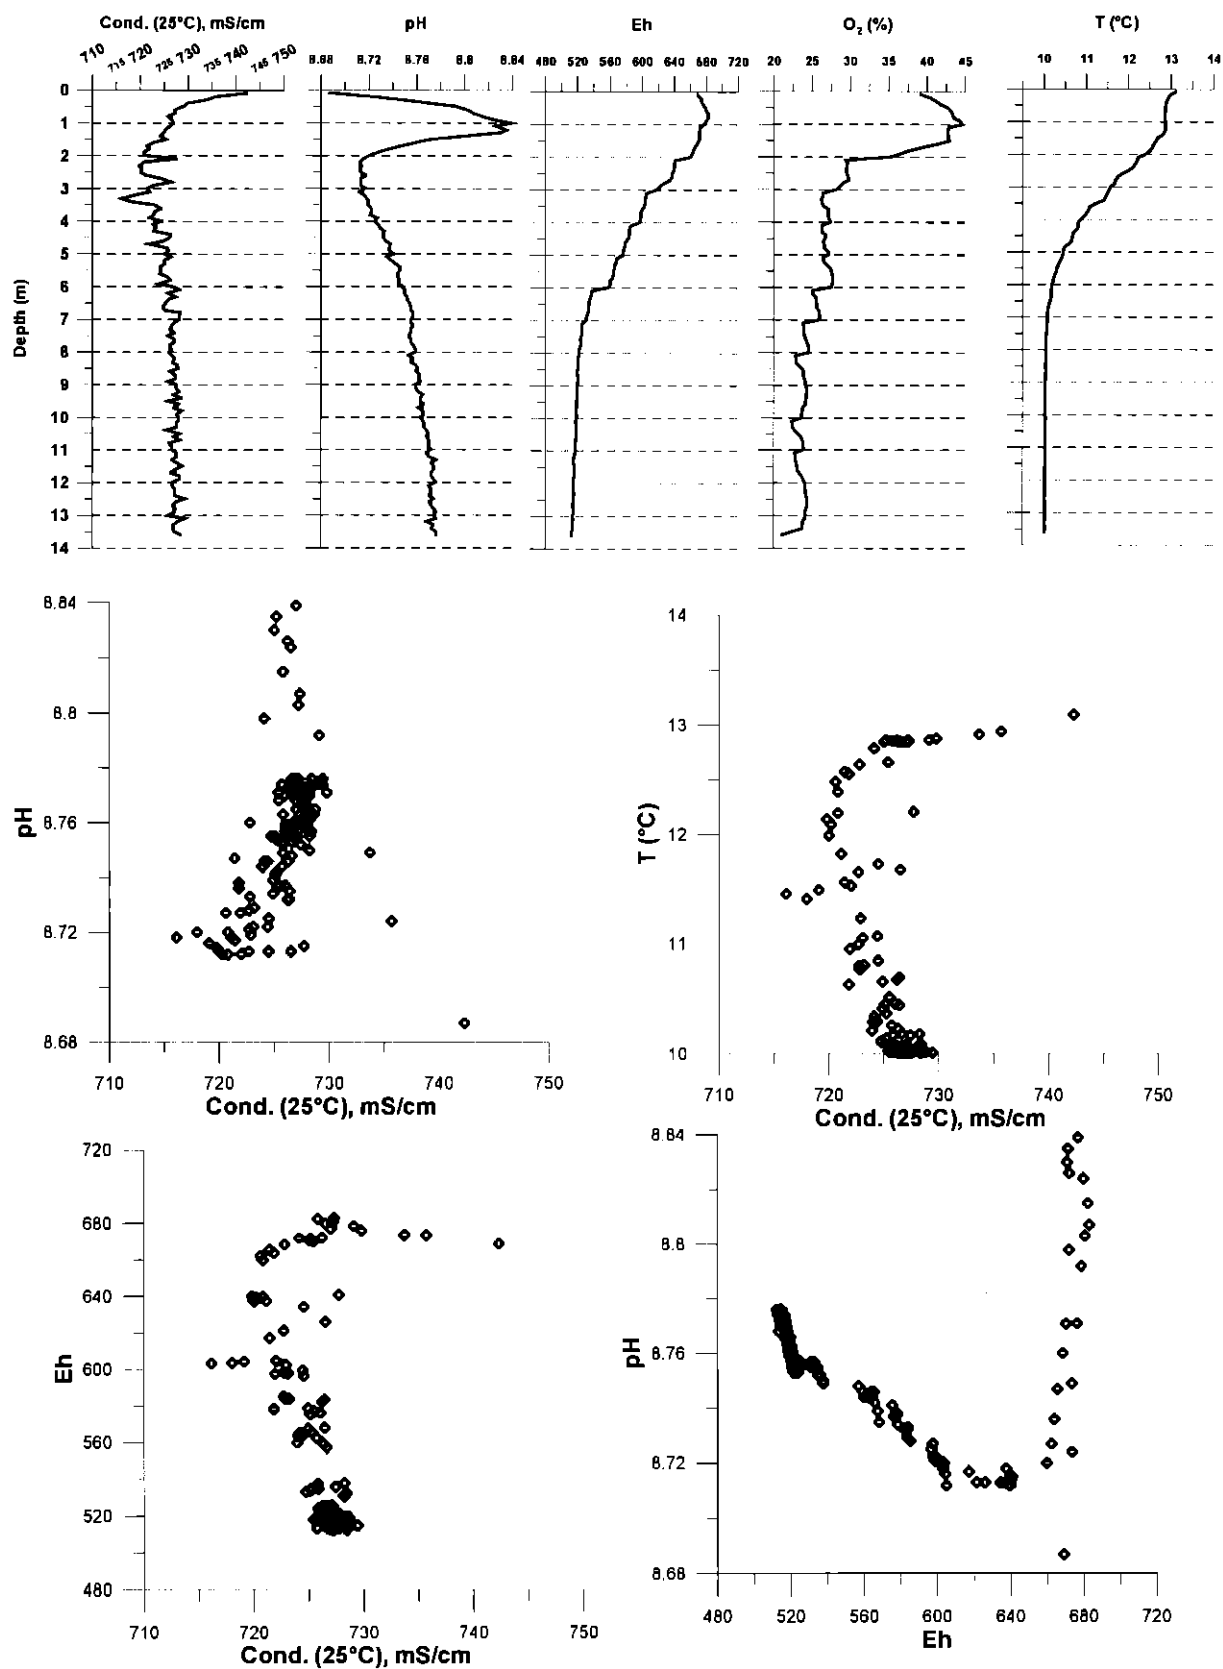 Cond. (25°C), mS/cm pH Eh O2 (%) T (°C)
710 715 720 725 730 735 740 745 750
8.68 8.72 8.76 8.8 8.84
480 520 560 600 640 680 720
20 25 30 35 40 45
10 11 12 13 14
Depth (m)
0
1
2
3
4
5
6
7
8
9
10
11
12
13
14
8.84
8.8
8.76
8.72
8.68
pH
710 720 730 740 750
Cond. (25°C), mS/cm
14
13
12
11
10
T (°C)
710 720 730 740 750
Cond. (25°C), mS/cm
720
680
640
600
560
520
480
Eh
710 720 730 740 750
Cond. (25°C), mS/cm
8.84
8.8
8.76
8.72
8.68
pH
480 520 560 600 640 680 720
Eh